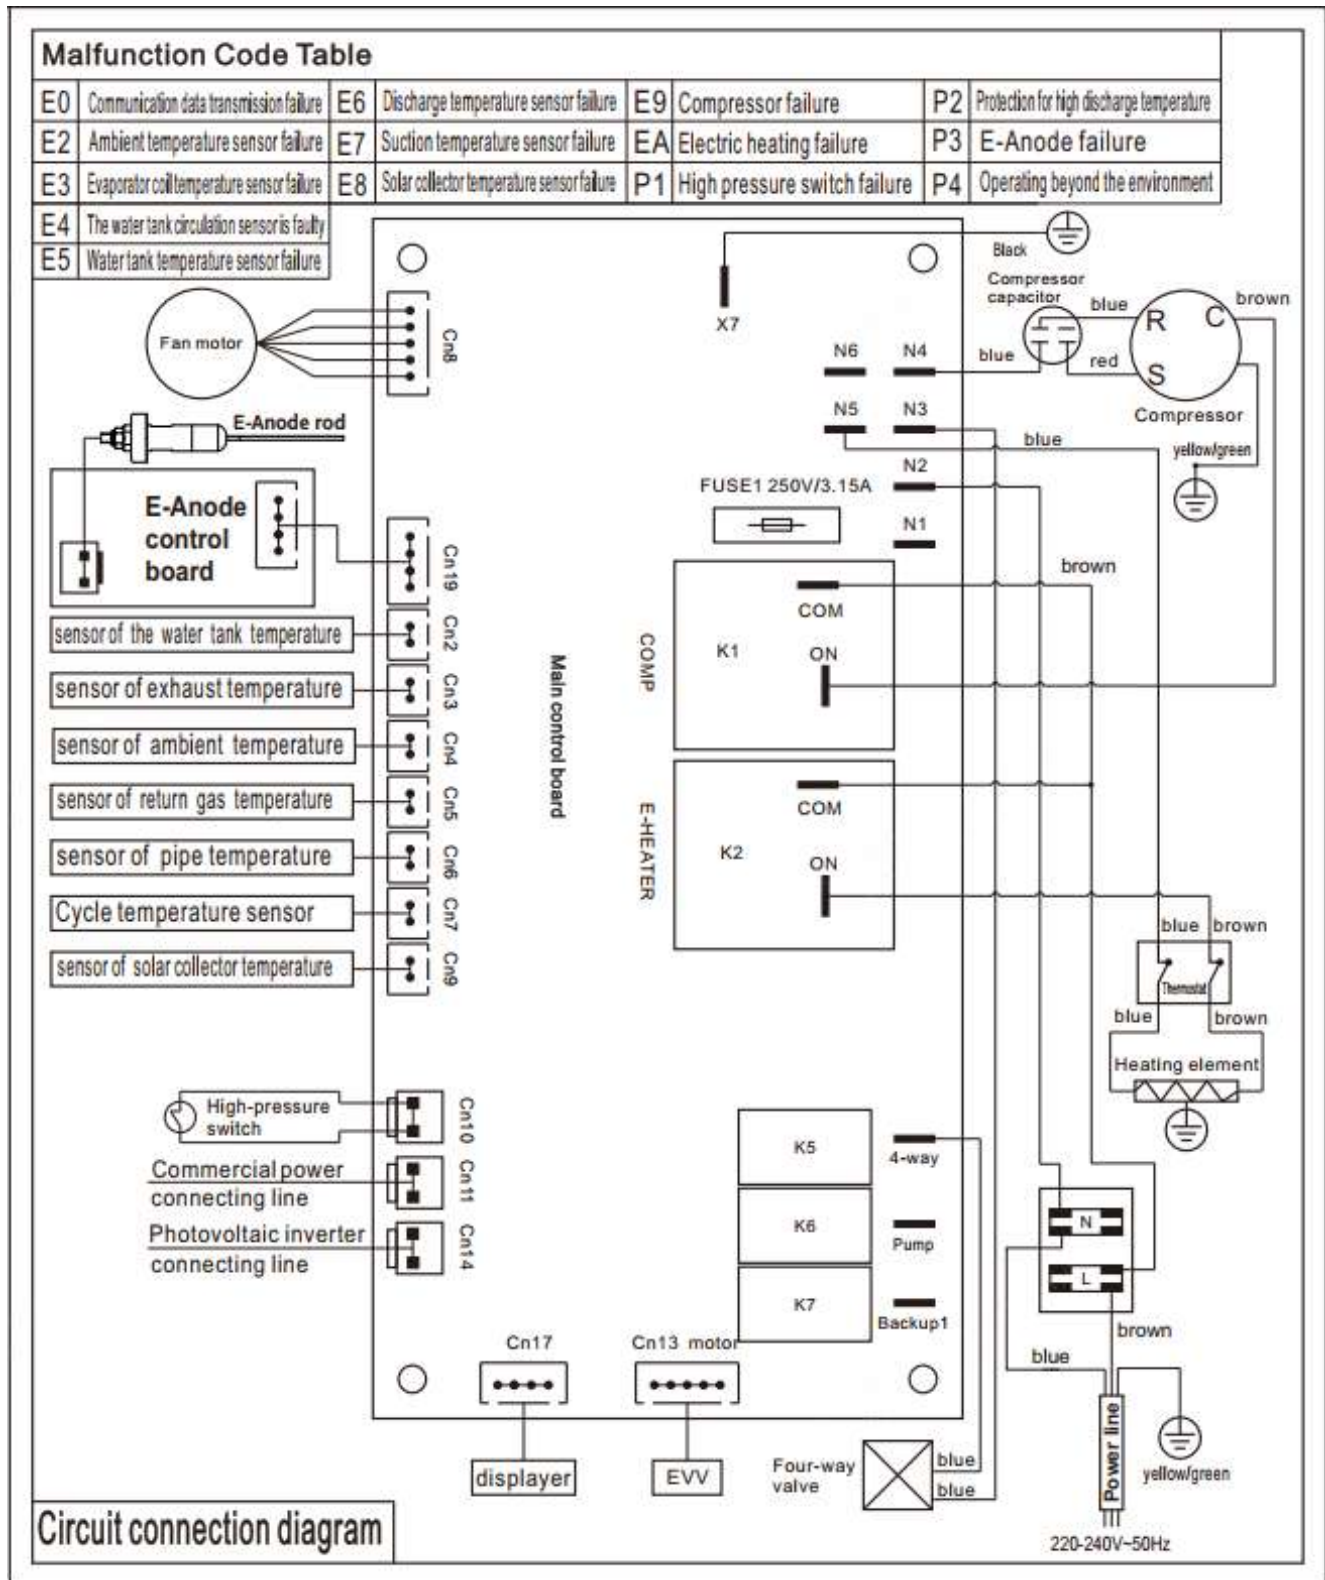 Malfunction Code Table
E0 Communication data transmission failure E6 Discharge temperature sensor failure E9 Compressor failure P2 Protection for high discharge temperature
E2 Ambient temperature sensor failure E7 Suction temperature sensor failure EA Electric heating failure P3 E-Anode failure
E3 Evaporator coil temperature sensor failure E8 Solar collector temperature sensor failure P1 High pressure switch failure P4 Operating beyond the environment
E4 The water tank circulation sensor is faulty
E5 Water tank temperature sensor failure
Black
X7
Compressor
capacitor
blue
R
C
brown
Fan motor
Cn8
N6 N4
blue
red
S
Compressor
N5 N3
blue
yellow/green
E-Anode rod
E-Anode
control
board
Cn19
N2
FUSE1 250V/3.15A
N1
brown
COM
K1
ON
COMP
Main control board
sensor of the water tank temperature
Cn2
sensor of exhaust temperature
Cn3
sensor of ambient temperature
Cn4
sensor of return gas temperature
Cn5
sensor of pipe temperature
Cn6
Cycle temperature sensor
Cn7
sensor of solar collector temperature
Cn9
COM
K2
ON
E-HEATER
blue brown
Thermostat
blue
brown
Heating element
High-pressure
switch
Cn10
Commercial power
connecting line
Cn11
Photovoltaic inverter
connecting line
Cn14
K5
4-way
K6
Pump
K7
Backup1
N
L
brown
blue
Cn17
Cn13 motor
displayer
EVV
Four-way
valve
blue
blue
Power line
yellow/green
220-240V~50Hz
Circuit connection diagram